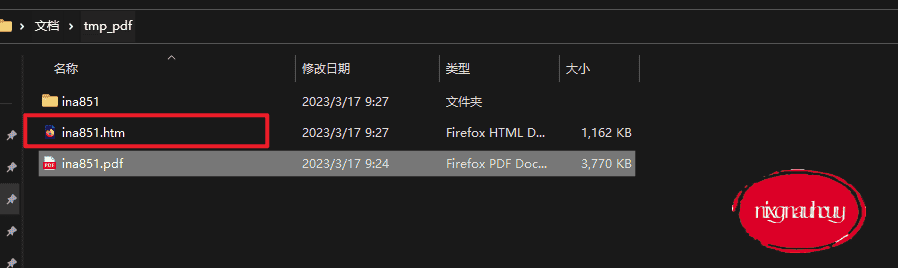 文档 > tmp_pdf
名称 修改日期 类型 大小
ina851 2023/3/17 9:27 文件夹
ina851.htm 2023/3/17 9:27 Firefox HTML D... 1,162 KB
PDF ina851.pdf 2023/3/17 9:24 Firefox PDF Doc... 3,770 KB